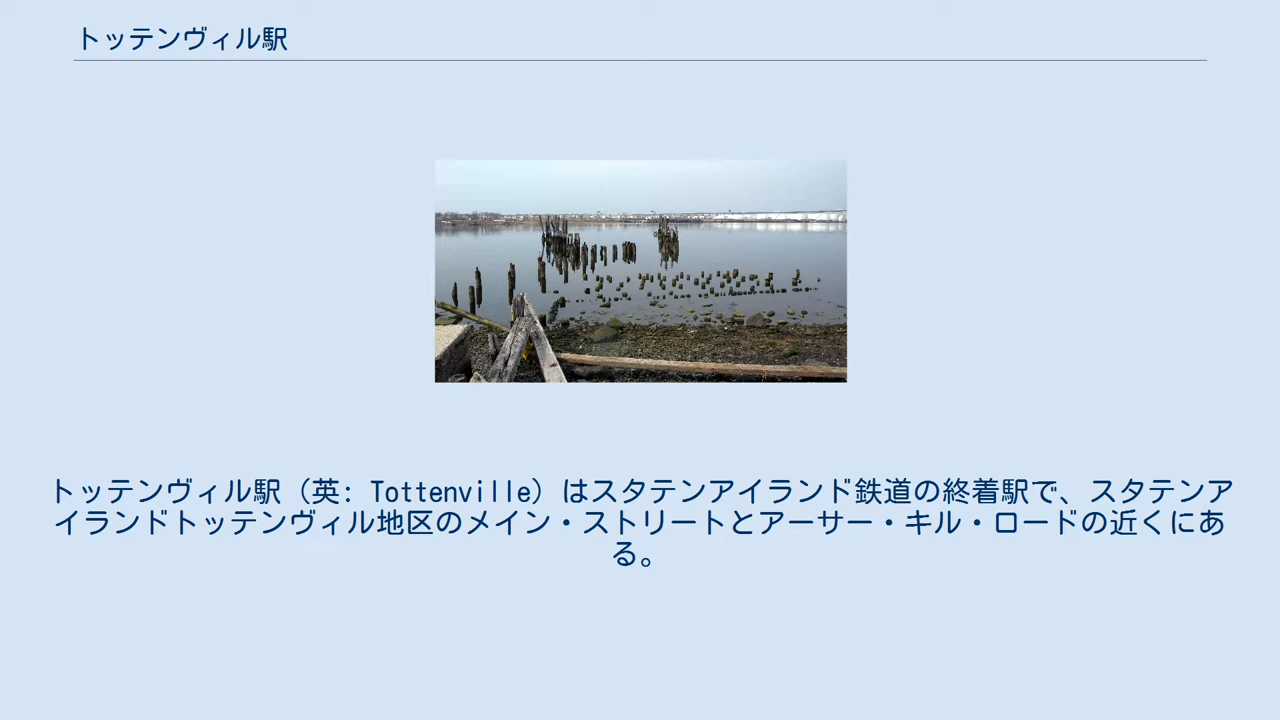 トッテンヴィル駅
トッテンヴィル駅（英: Tottenville）はスタテンアイランド鉄道の終着駅で、スタテンア
イランドトッテンヴィル地区のメイン・ストリートとアーサー・キル・ロードの近くにあ
る。